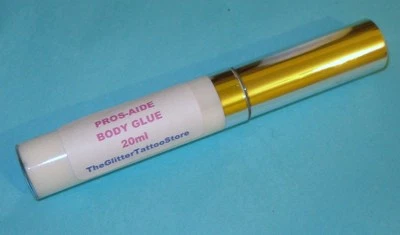 PROS-AIDE
BODY GLUE
20ml
TheGlitterTattooStore